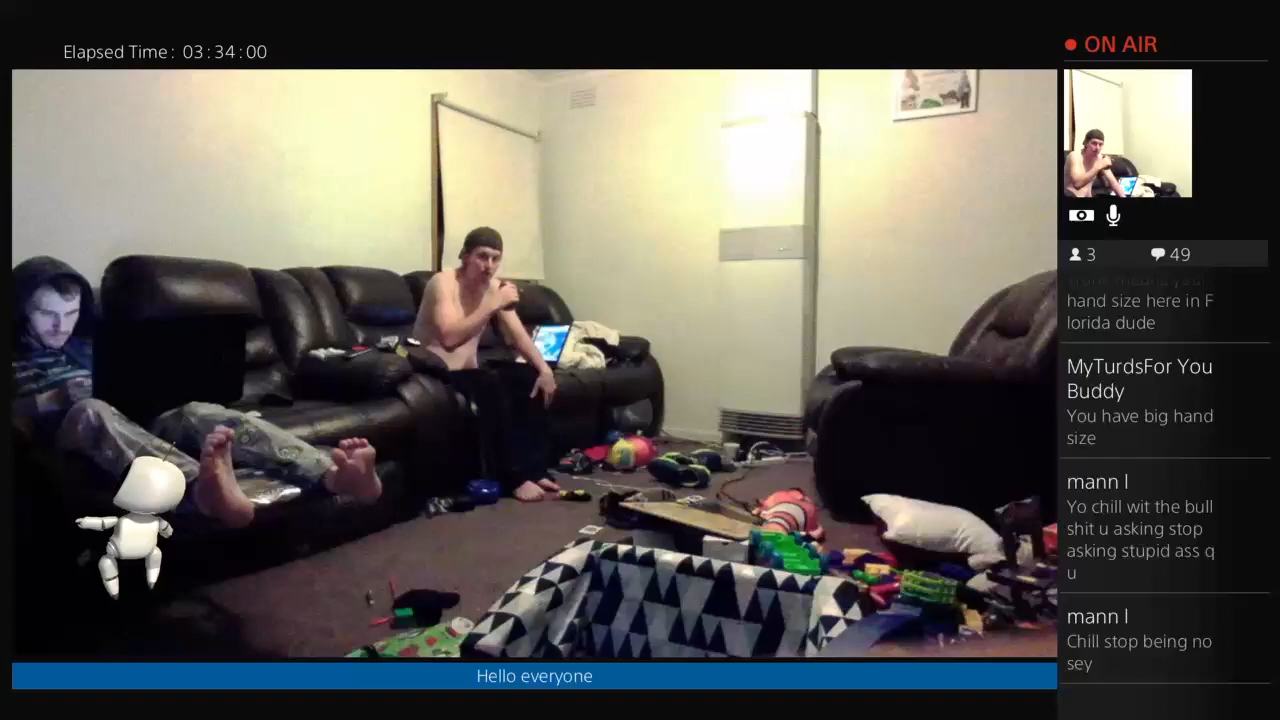 Elapsed Time: 03:34:00
ON AIR
3
49
hand size here in F
lorida dude
MyTurdsFor You
Buddy
You have big hand
size
mann l
Yo chill wit the bull
shit u asking stop
asking stupid ass q
u
mann l
Chill stop being no
sey
Hello everyone